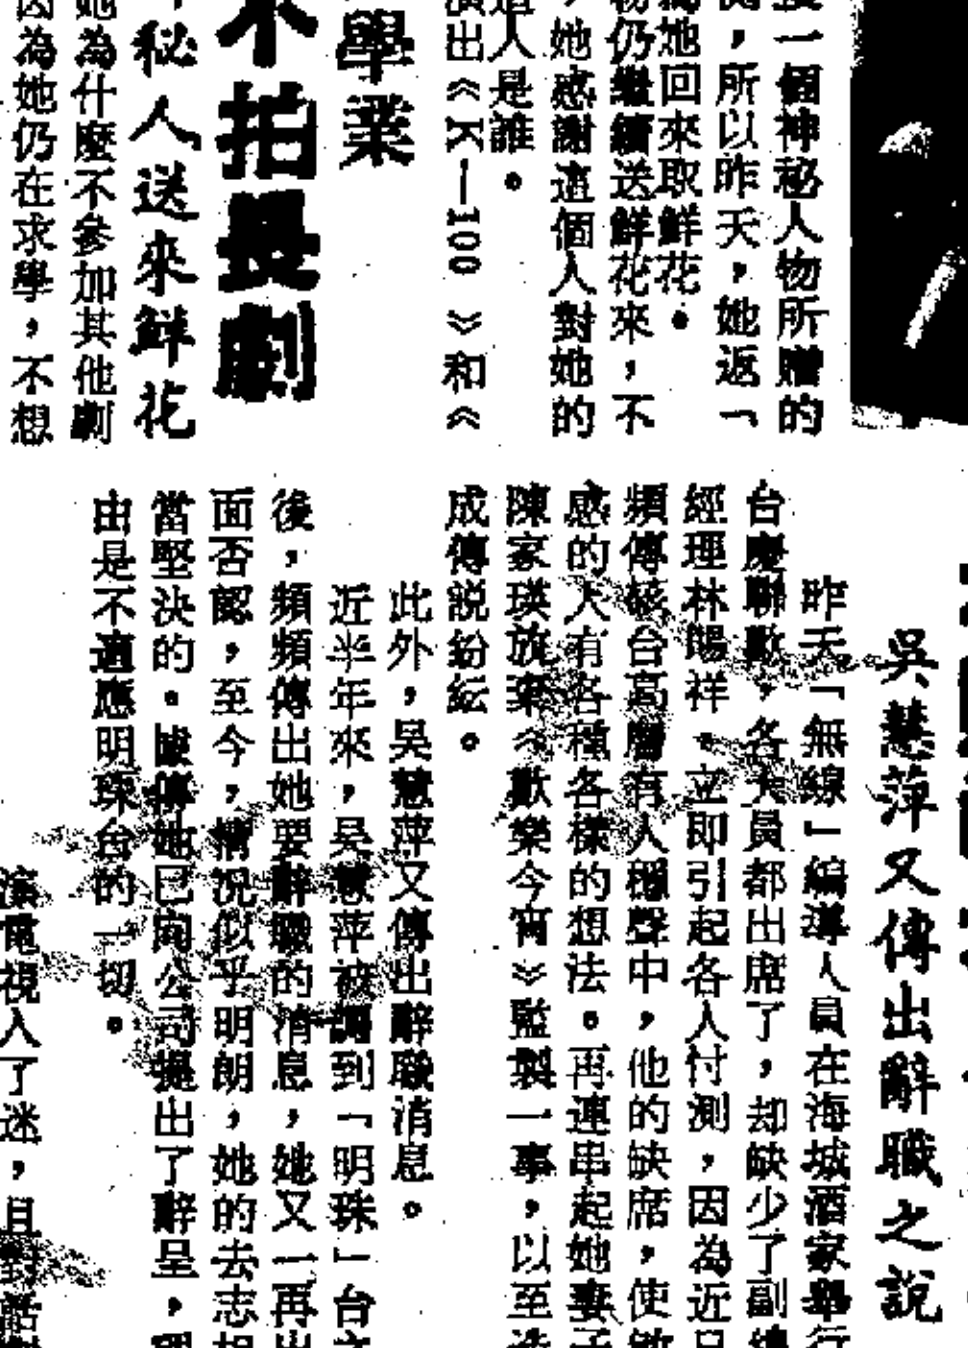 一個神秘人物所贈的
，所以昨天，她返「
她回來取鮮花。
仍繼續送鮮花來，不
，她感謝這個人對她的
人是誰。
演出《K—100》和《
學業
不拍長劇
秘人送來鮮花
她為什麼不參加其他劇
因為她仍在求學，不想
吳慧萍又傳出辭職之說
昨天「無線」編導人員在海城酒家舉行
台慶聯歡，各大員都出席了，却缺少了副總
經理林賜祥。立即引起各人忖測，因為近日
頻傳該台高層有人穩聲中，他的缺席，使敏
感的人有各種各樣的想法。再連串起她妻子
陳家瑛放棄《歡樂今宵》監製一事，以至造
成傳説紛紜。
此外，吳慧萍又傳出辭職消息。
近半年來，吳慧萍被調到「明珠」台之
後，頻頻傳出她要辭職的消息，她又一再出
面否認，至今，情況似乎明朗，她的去志相
當堅決的。據傳她已向公司提出了辭呈，理
由是不適應明珠台的一切。
電視入了迷，且對